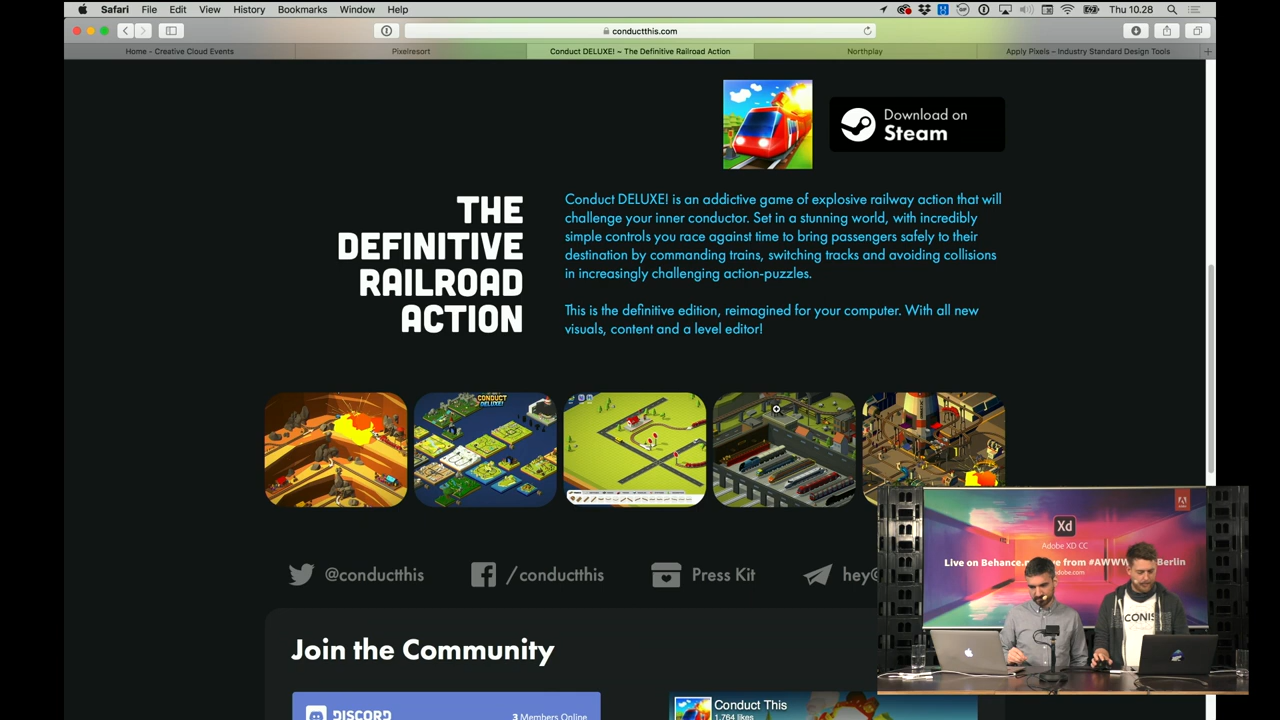 Safari File Edit View History Bookmarks Window Help
Thu 10.28
conductthis.com
Home - Creative Cloud Events
Pixelresort
Conduct DELUXE! ~ The Definitive Railroad Action
Northplay
Apply Pixels – Industry Standard Design Tools
Download on
Steam
THE
DEFINITIVE
RAILROAD
ACTION
Conduct DELUXE! is an addictive game of explosive railway action that will
challenge your inner conductor. Set in a stunning world, with incredibly
simple controls you race against time to bring passengers safely to their
destination by commanding trains, switching tracks and avoiding collisions
in increasingly challenging action-puzzles.
This is the definitive edition, reimagined for your computer. With all new
visuals, content and a level editor!
CONDUCT
DELUXE!
@conductthis
/conductthis
Press Kit
hey@
Join the Community
DISCORD
3 Members Online
Conduct This
1,764 likes
Xd
Adobe XD CC
Live on Behance.n
e from #AWWW
Berlin
CONIS